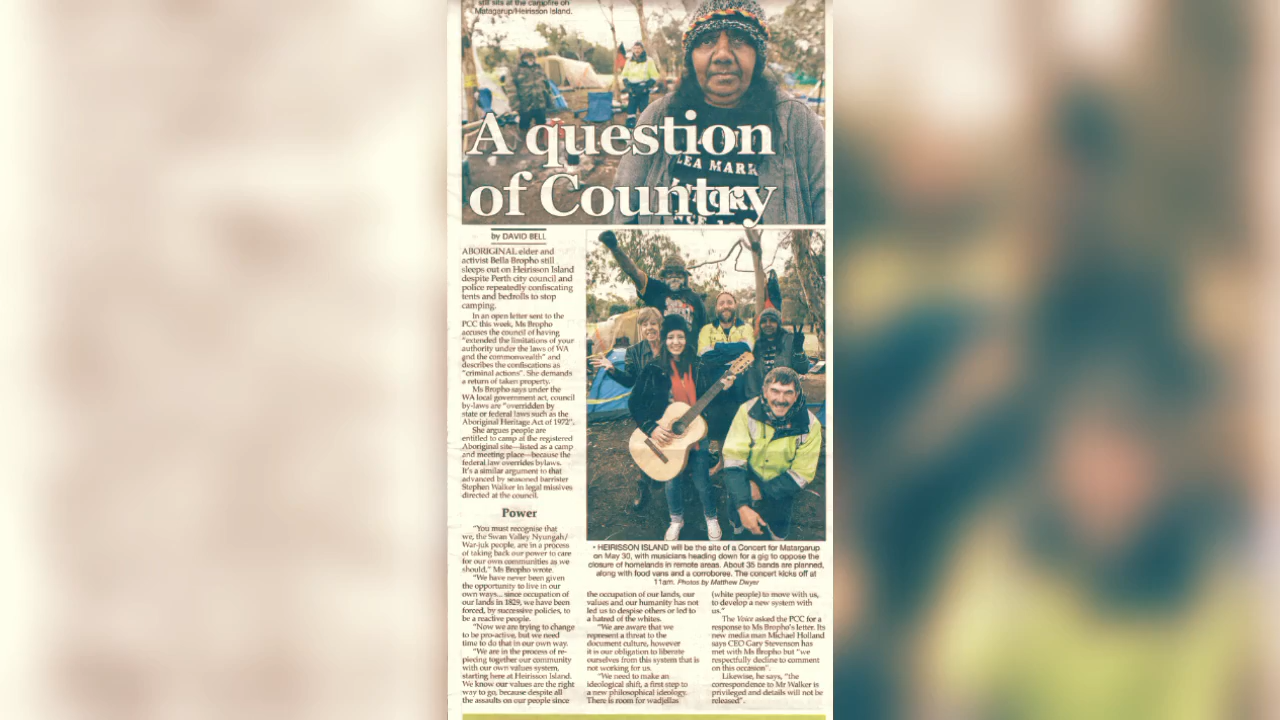 still sits at the campfire on
Matagarup/Heirisson Island.
LEA MARK
A question
of Country
by DAVID BELL
ABORIGINAL elder and
activist Bella Bropho still
sleeps out on Heirisson Island
despite Perth city council and
police repeatedly confiscating
tents and bedrolls to stop
camping.
In an open letter sent to the
PCC this week, Ms Bropho
accuses the council of having
"extended the limitations of your
authority under the laws of WA
and the commonwealth" and
describes the confiscations as
"criminal actions". She demands
a return of taken property.
Ms Bropho says under the
WA local government act, council
by-laws are "overridden by
state or federal laws such as the
Aboriginal Heritage Act of 1972".
She argues people are
entitled to camp at the registered
Aboriginal site—listed as a camp
and meeting place—because the
federal law overrides bylaws.
It's a similar argument to that
advanced by seasoned barrister
Stephen Walker in legal missives
directed at the council.
Power
"You must recognise that
we, the Swan Valley Nyungah/
Warjuk people, are in a process
of taking back our power to care
for our own communities as we
should," Ms Bropho wrote.
"We have never been given
the opportunity to live in our
own ways... since occupation of
our lands in 1829, we have been
forced, by successive policies, to
be a reactive people.
"Now we are trying to change
to be pro-active, but we need
time to do that in our own way.
"We are in the process of re-
piecing together our community
with our own values system,
starting here at Heirisson Island.
We know our values are the right
way to go, because despite all
the assaults on our people since
• HEIRISSON ISLAND will be the site of a Concert for Matargarup
on May 30, with musicians heading down for a gig to oppose the
closure of homelands in remote areas. About 35 bands are planned,
along with food vans and a corroboree. The concert kicks off at
11am. Photos by Matthew Dwyer
the occupation of our lands, our
values and our humanity has not
led us to despise others or led to
a hatred of the whites.
"We are aware that we
represent a threat to the
document culture, however
it is our obligation to liberate
ourselves from this system that is
not working for us.
"We need to make an
ideological shift, a first step to
a new philosophical ideology.
There is room for wadjellas
(white people) to move with us,
to develop a new system with
us."
The Voice asked the PCC for a
response to Ms Bropho's letter. Its
new media man Michael Holland
says CEO Gary Stevenson has
met with Ms Bropho but "we
respectfully decline to comment
on this occasion".
Likewise, he says, "the
correspondence to Mr Walker is
privileged and details will not be
released".